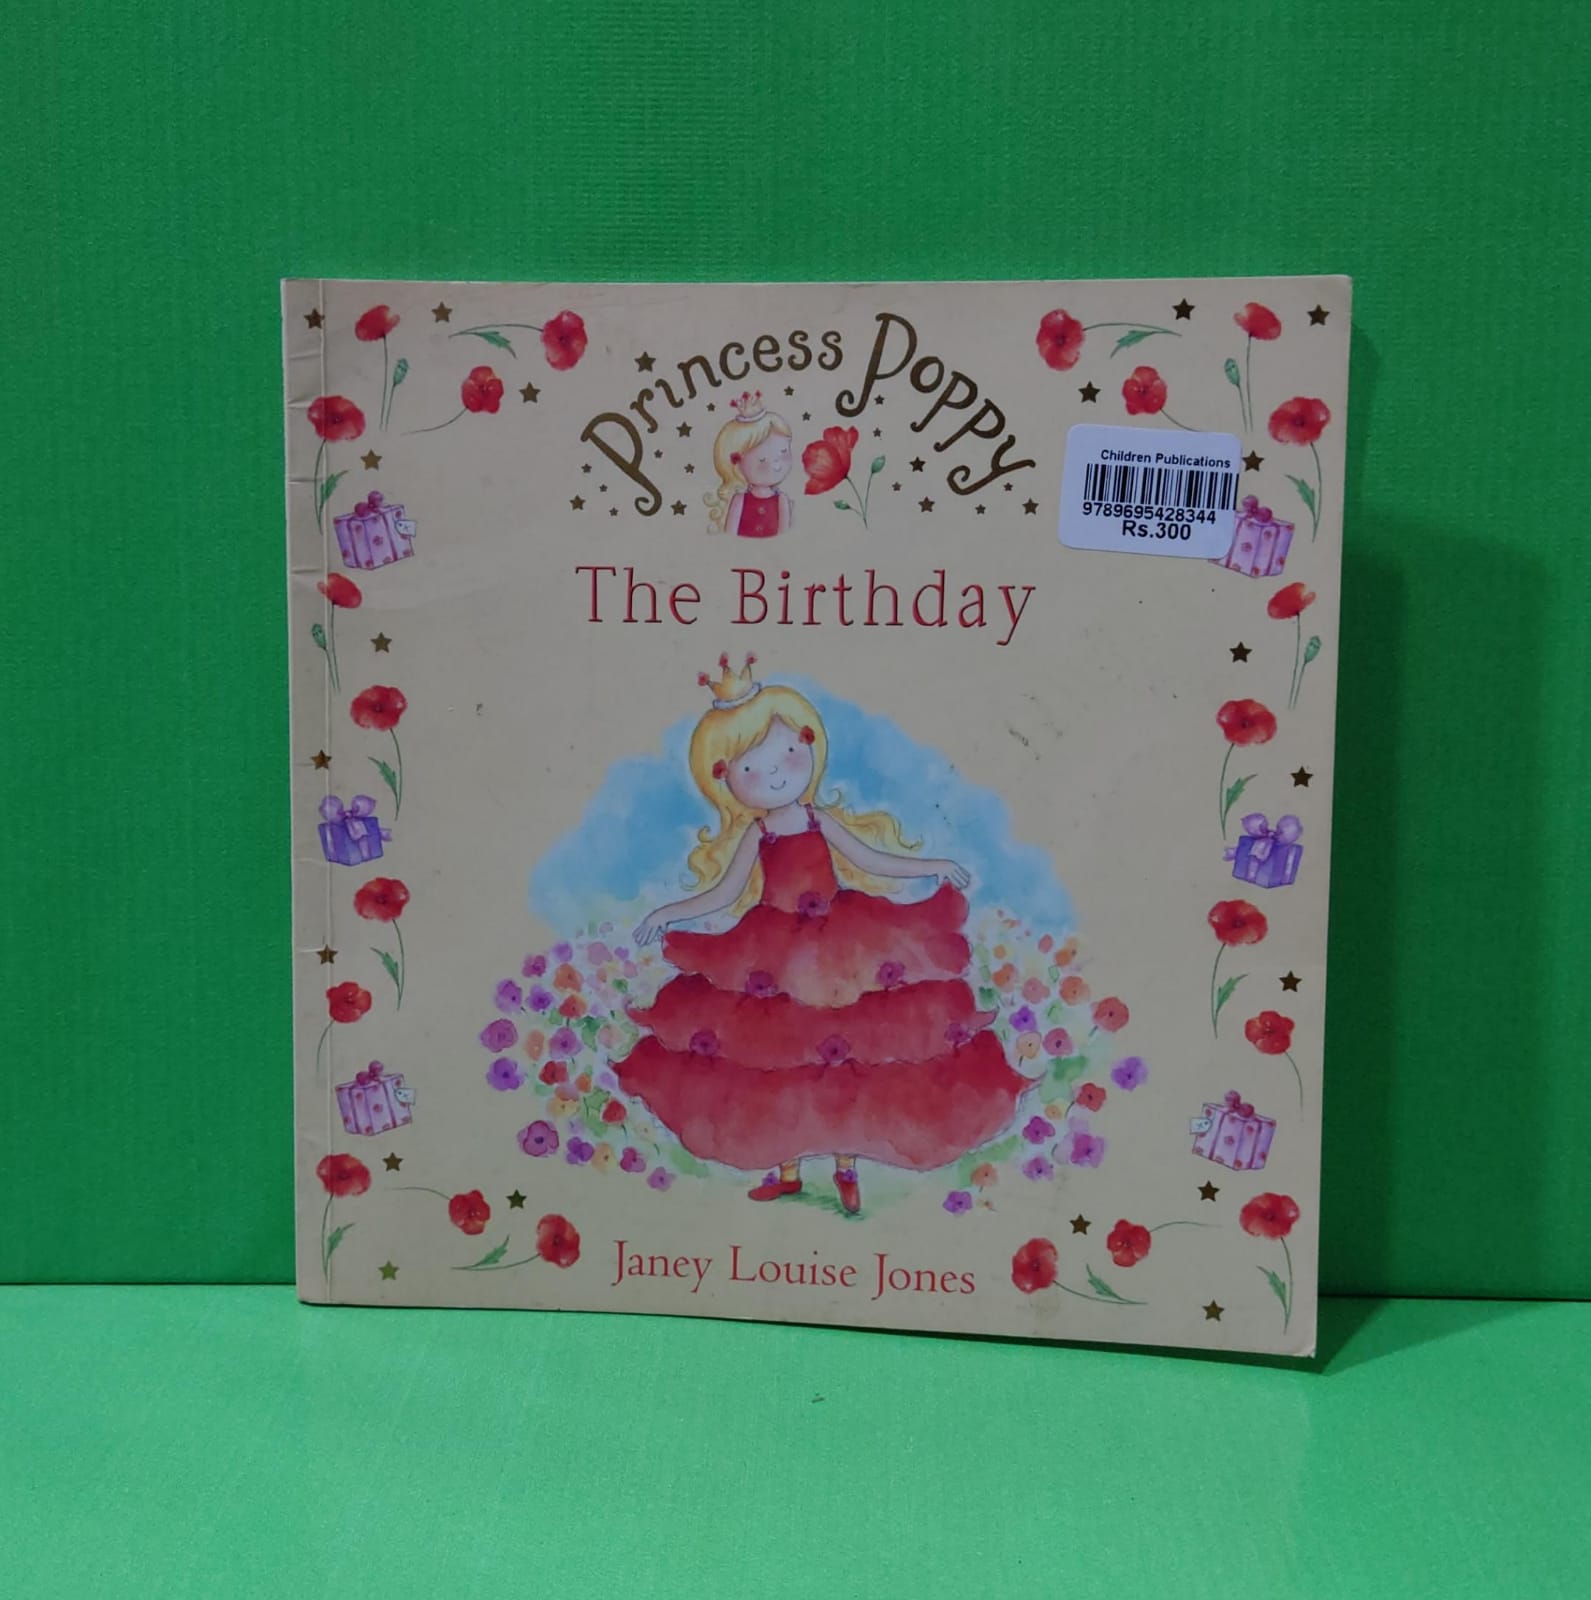 Princess Poppy
Children Publications
9789695428344
Rs.300
The Birthday
Janey Louise Jones